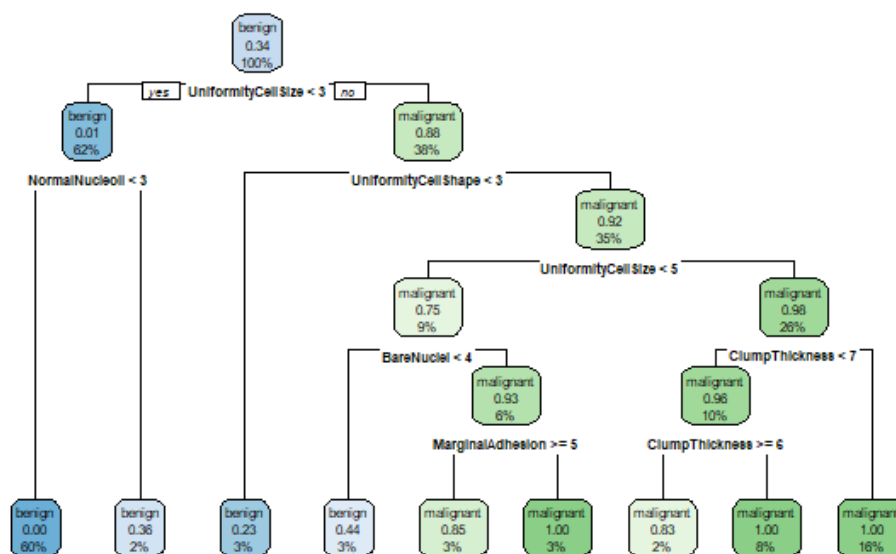 benign
0.34
100%
yes UniformityCellSize < 3 no
benign
0.01
62%
malignant
0.88
38%
NormalNucleoli < 3
UniformityCellShape < 3
malignant
0.92
35%
UniformityCellSize < 5
malignant
0.75
9%
malignant
0.98
26%
BareNuclei < 4
ClumpThickness < 7
malignant
0.93
6%
malignant
0.96
10%
MarginalAdhesion >= 5
ClumpThickness >= 6
benign
0.00
60%
benign
0.36
2%
benign
0.23
3%
benign
0.44
3%
malignant
0.85
3%
malignant
1.00
3%
malignant
0.83
2%
malignant
1.00
8%
malignant
1.00
16%